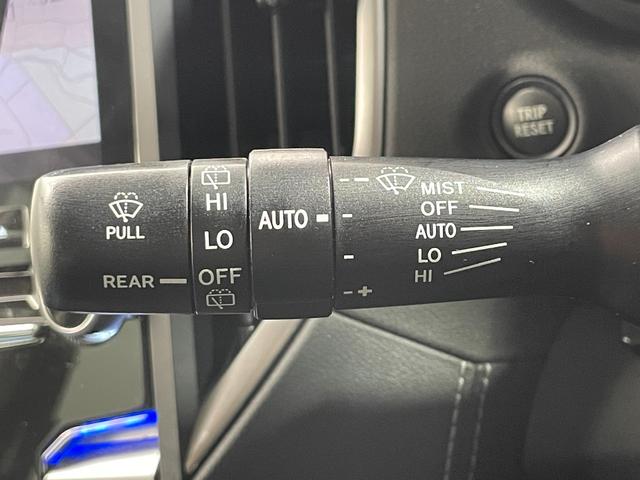 TRIP
RESET
PULL
REAR
HI
LO
OFF
AUTO
- +
MIST
OFF
AUTO
LO
HI